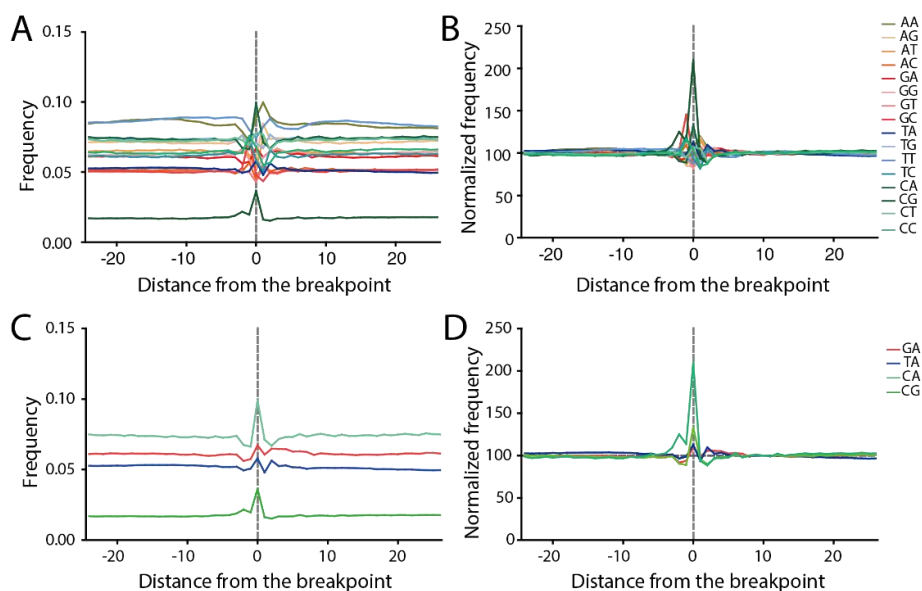 A
0.15
0.10
0.05
0.00
Frequency
-20
-10
0
10
20
Distance from the breakpoint
B
250
200
150
100
50
0
Normalized frequency
-20
-10
0
10
20
Distance from the breakpoint
AA
AG
AT
AC
GA
GG
GT
GC
TA
TG
TT
TC
CA
CG
CT
CC
C
0.15
0.10
0.05
0.00
Frequency
-20
-10
0
10
20
Distance from the breakpoint
D
250
200
150
100
50
0
Normalized frequency
-20
-10
0
10
20
Distance from the breakpoint
GA
TA
CA
CG